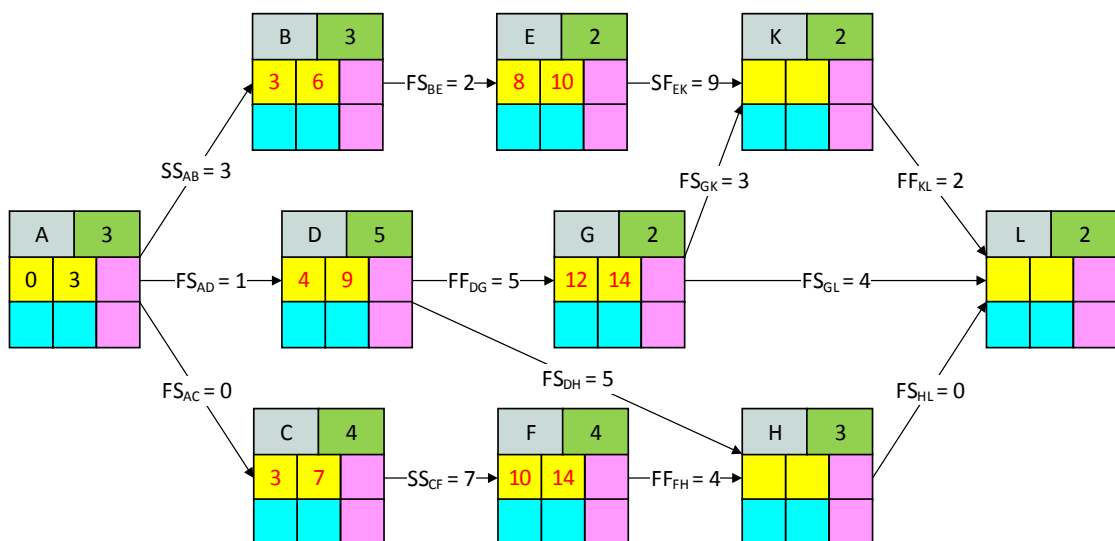 B 3
3 6
E 2
8 10
K 2
FS_BE = 2
SF_EK = 9
SS_AB = 3
FS_GK = 3
FF_KL = 2
A 3
0 3
D 5
4 9
G 2
12 14
L 2
FS_AD = 1
FF_DG = 5
FS_GL = 4
FS_AC = 0
FS_DH = 5
FS_HL = 0
C 4
3 7
F 4
10 14
H 3
SS_CF = 7
FF_FH = 4